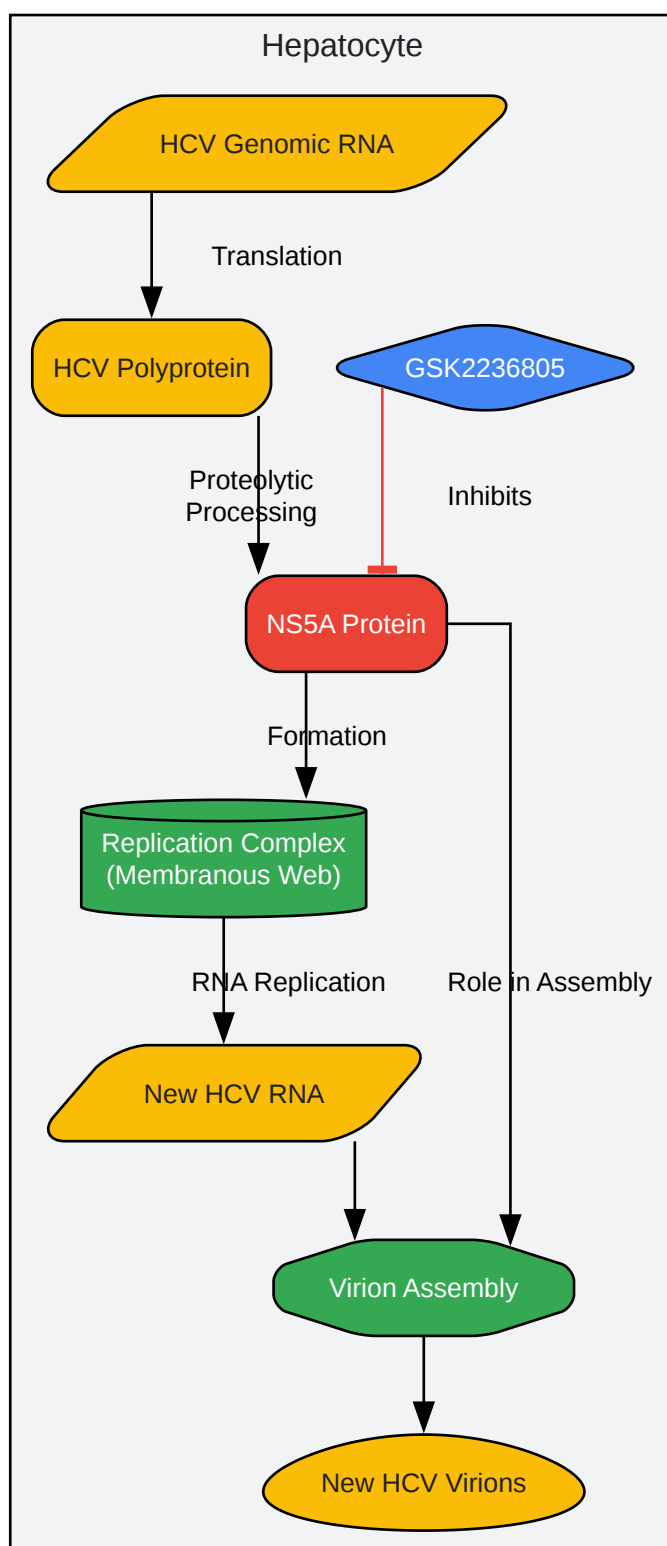 Hepatocyte
HCV Genomic RNA
Translation
HCV Polyprotein
GSK2236805
Proteolytic
Processing
Inhibits
NS5A Protein
Formation
Replication Complex
(Membranous Web)
RNA Replication
Role in Assembly
New HCV RNA
Virion Assembly
New HCV Virions